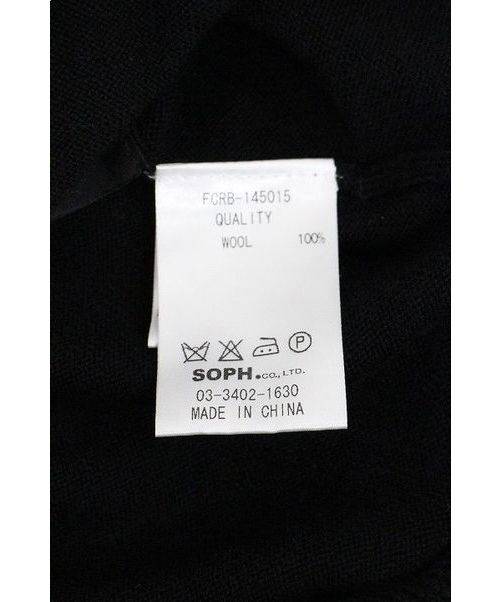 FCRB-145015
QUALITY
WOOL 100%
P
SOPH.CO.,LTD.
03-3402-1630
MADE IN CHINA